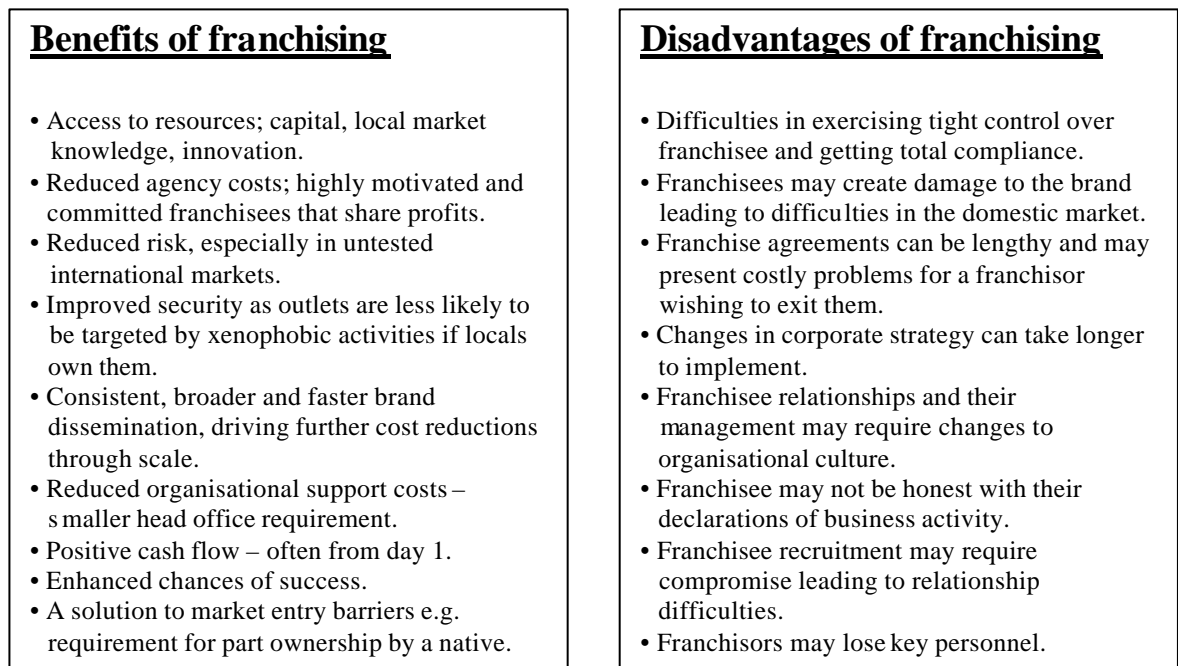 Benefits of franchising
• Access to resources; capital, local market
knowledge, innovation.
• Reduced agency costs; highly motivated and
committed franchisees that share profits.
• Reduced risk, especially in untested
international markets.
• Improved security as outlets are less likely to
be targeted by xenophobic activities if locals
own them.
• Consistent, broader and faster brand
dissemination, driving further cost reductions
through scale.
• Reduced organisational support costs –
smaller head office requirement.
• Positive cash flow – often from day 1.
• Enhanced chances of success.
• A solution to market entry barriers e.g.
requirement for part ownership by a native.
Disadvantages of franchising
• Difficulties in exercising tight control over
franchisee and getting total compliance.
• Franchisees may create damage to the brand
leading to difficulties in the domestic market.
• Franchise agreements can be lengthy and may
present costly problems for a franchisor
wishing to exit them.
• Changes in corporate strategy can take longer
to implement.
• Franchisee relationships and their
management may require changes to
organisational culture.
• Franchisee may not be honest with their
declarations of business activity.
• Franchisee recruitment may require
compromise leading to relationship
difficulties.
• Franchisors may lose key personnel.